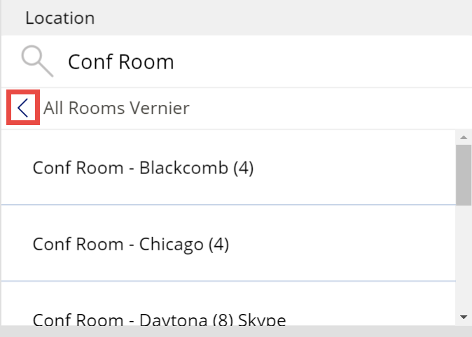 Location
Conf Room
All Rooms Vernier
Conf Room - Blackcomb (4)
Conf Room - Chicago (4)
Conf Room - Daytona (8) Skype